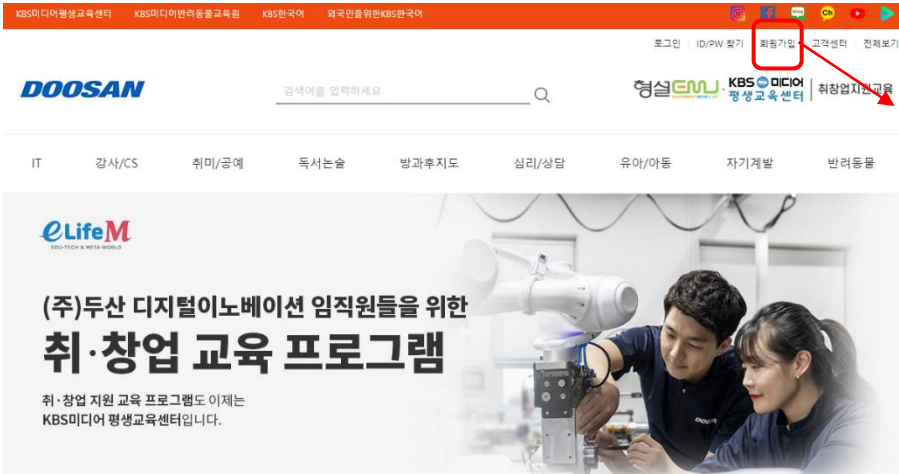 KBS미디어평생교육센터 KBS미디어반려동물교육원 KBS한국어 외국인을위한KBS한국어
로그인 | ID/PW 찾기 회원가입 고객센터 | 전체보기
DOOSAN 검색어를 입력하세요 형설EMJ · KBS 미디어 평생교육센터 | 취창업지원교육
IT 강사/CS 취미/공예 독서논술 방과후지도 심리/상담 유아/아동 자기계발 반려동물
eLifeM
EDU-TECH & META-WORLD
(주)두산 디지털이노베이션 임직원들을 위한
취·창업 교육 프로그램
취·창업 지원 교육 프로그램도 이제는
KBS미디어 평생교육센터입니다.
DOOSAN